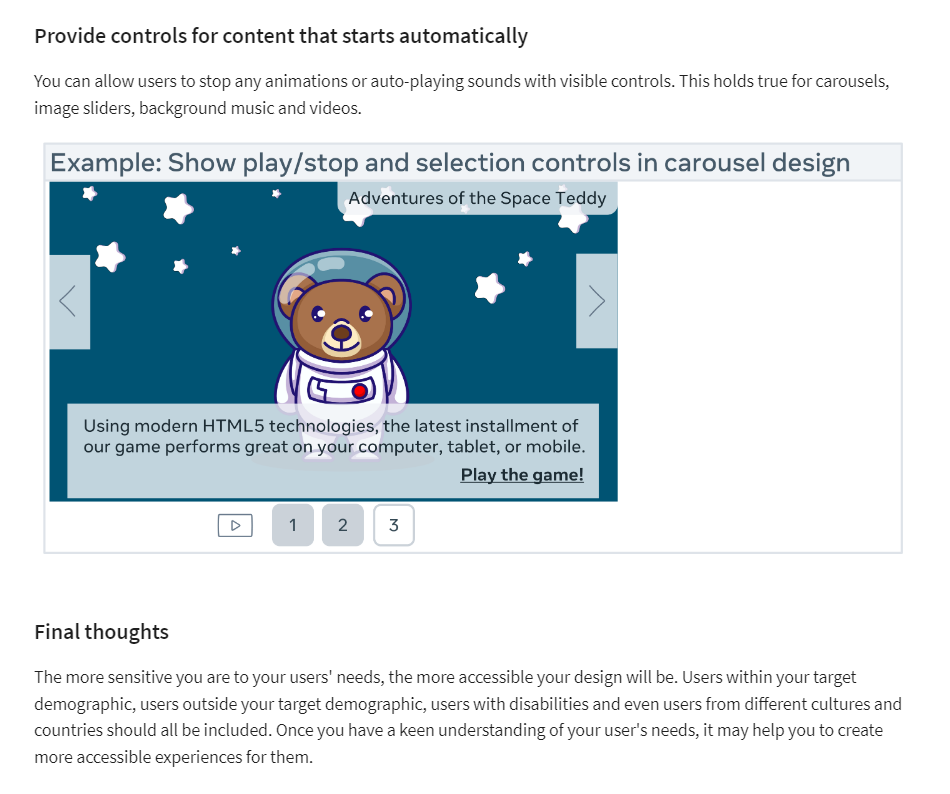 Provide controls for content that starts automatically
You can allow users to stop any animations or auto-playing sounds with visible controls. This holds true for carousels,
image sliders, background music and videos.
Example: Show play/stop and selection controls in carousel design
Adventures of the Space Teddy
Using modern HTML5 technologies, the latest installment of
our game performs great on your computer, tablet, or mobile.
Play the game!
1 2 3
Final thoughts
The more sensitive you are to your users' needs, the more accessible your design will be. Users within your target
demographic, users outside your target demographic, users with disabilities and even users from different cultures and
countries should all be included. Once you have a keen understanding of your user's needs, it may help you to create
more accessible experiences for them.